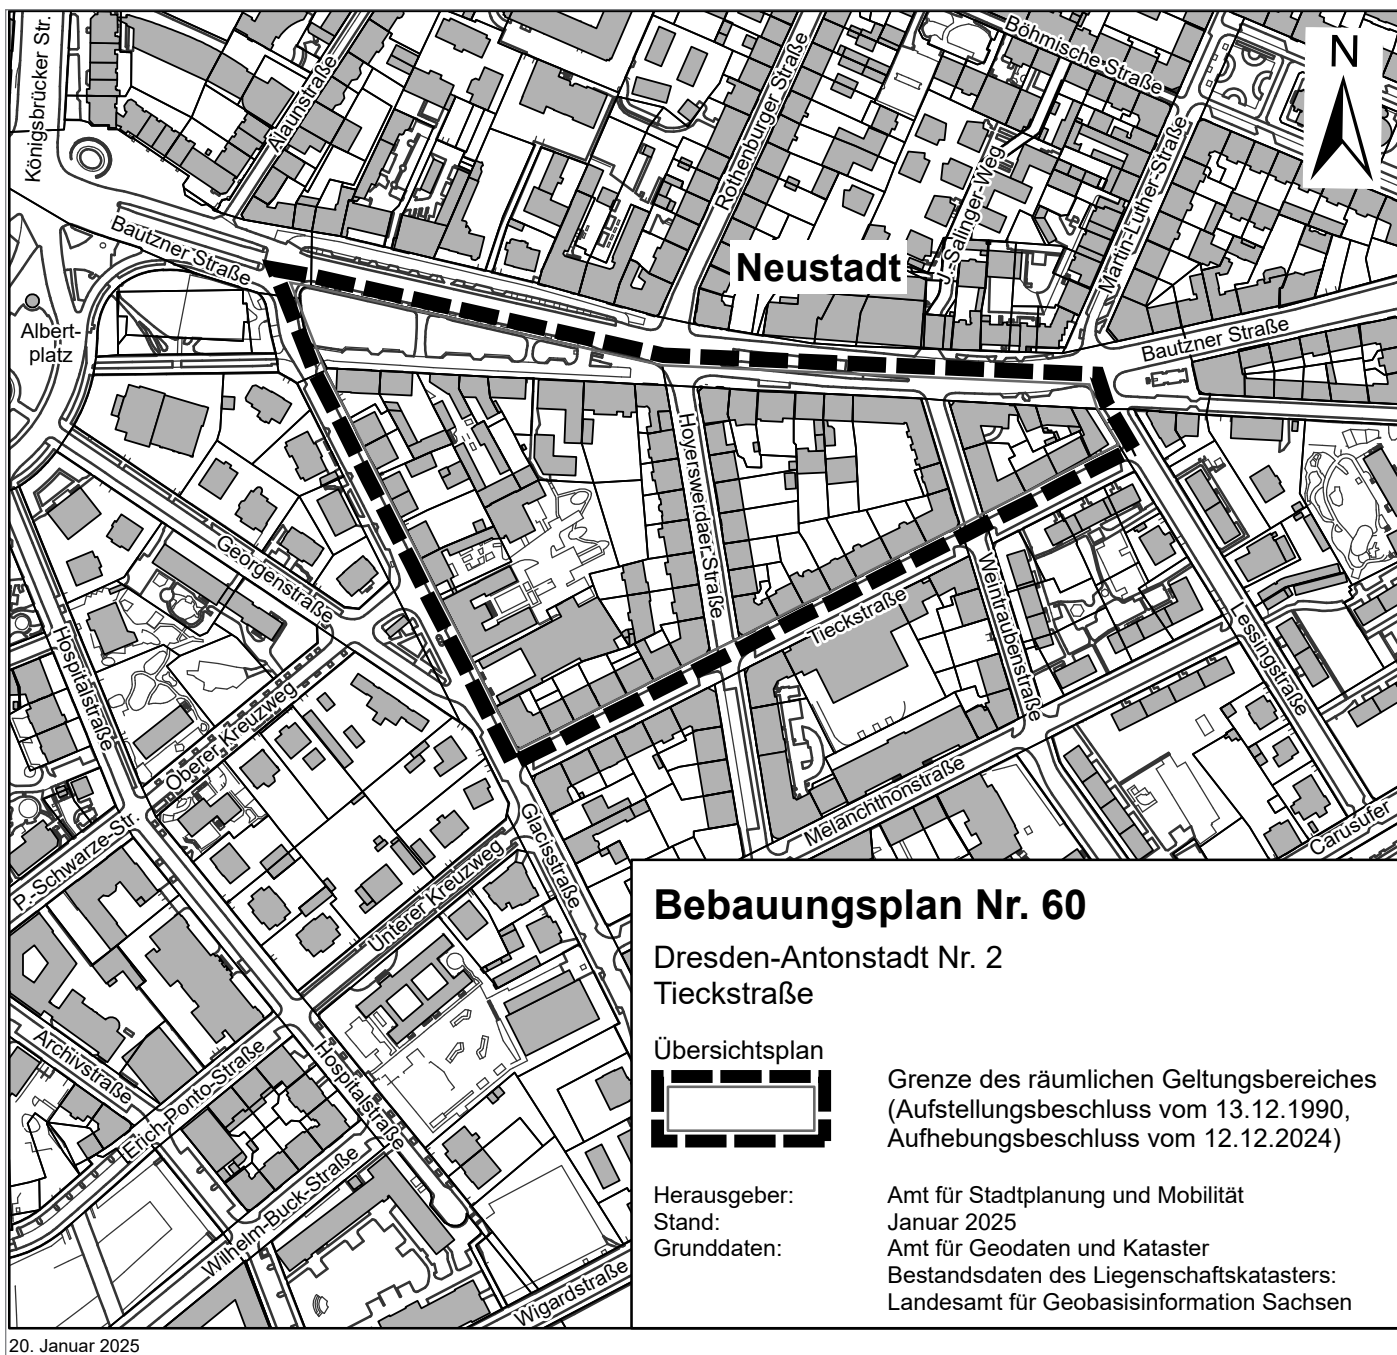 Königsbrücker Str.
Alaunstraße
Rothenburger Straße
Böhmische Straße
N
J.-Salinger-Weg
Martin-Luther-Straße
Bautzner Straße
Neustadt
Albert-
platz
Bautzner Straße
Hoyerswerdaer Straße
Georgenstraße
Tieckstraße
Weintraubenstraße
Lessingstraße
Hospitalstraße
Oberer Kreuzweg
Melanchthonstraße
Carusufer
P.-Schwarze-Str.
Glacisstraße
Unterer Kreuzweg
Archivstraße
Erich-Ponto-Straße
Hospitalstraße
Wilhelm-Buck-Straße
Wigardstraße
Bebauungsplan Nr. 60
Dresden-Antonstadt Nr. 2
Tieckstraße
Übersichtsplan
Grenze des räumlichen Geltungsbereiches
(Aufstellungsbeschluss vom 13.12.1990,
Aufhebungsbeschluss vom 12.12.2024)
Herausgeber: Amt für Stadtplanung und Mobilität
Stand: Januar 2025
Grunddaten: Amt für Geodaten und Kataster
Bestandsdaten des Liegenschaftskatasters:
Landesamt für Geobasisinformation Sachsen
20. Januar 2025